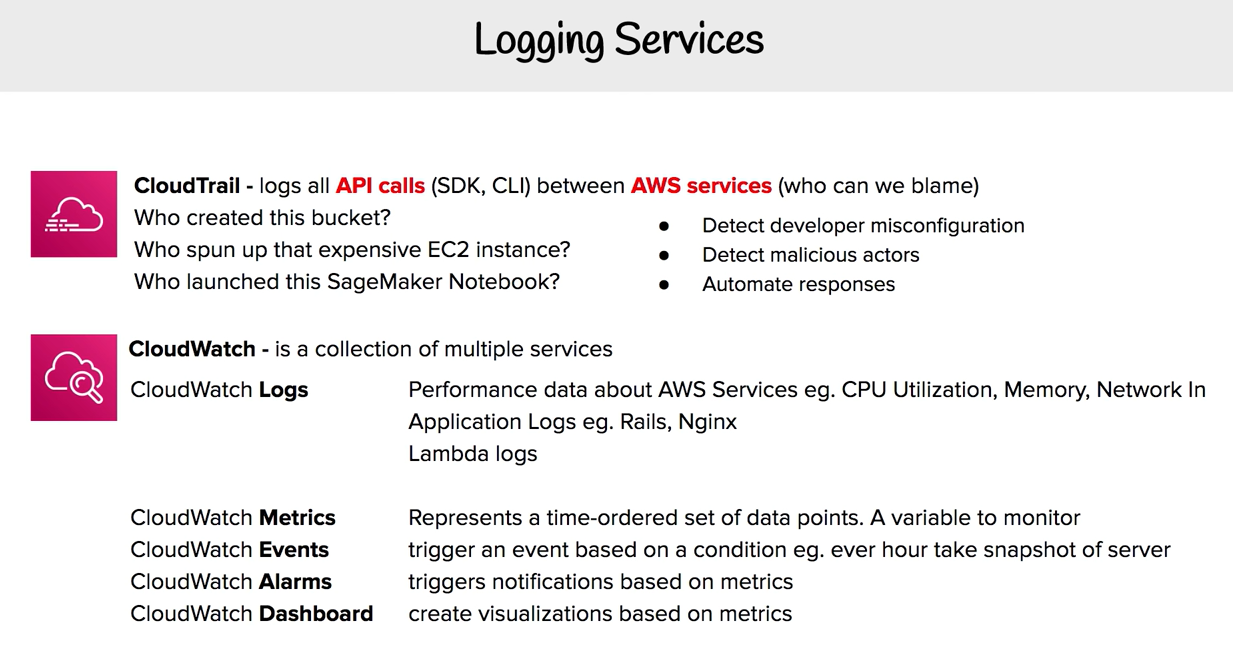 Logging Services
CloudTrail - logs all API calls (SDK, CLI) between AWS services (who can we blame)
Who created this bucket?
Who spun up that expensive EC2 instance?
Who launched this SageMaker Notebook?
● Detect developer misconfiguration
● Detect malicious actors
● Automate responses
CloudWatch - is a collection of multiple services
CloudWatch Logs Performance data about AWS Services eg. CPU Utilization, Memory, Network In
Application Logs eg. Rails, Nginx
Lambda logs
CloudWatch Metrics Represents a time-ordered set of data points. A variable to monitor
CloudWatch Events trigger an event based on a condition eg. ever hour take snapshot of server
CloudWatch Alarms triggers notifications based on metrics
CloudWatch Dashboard create visualizations based on metrics